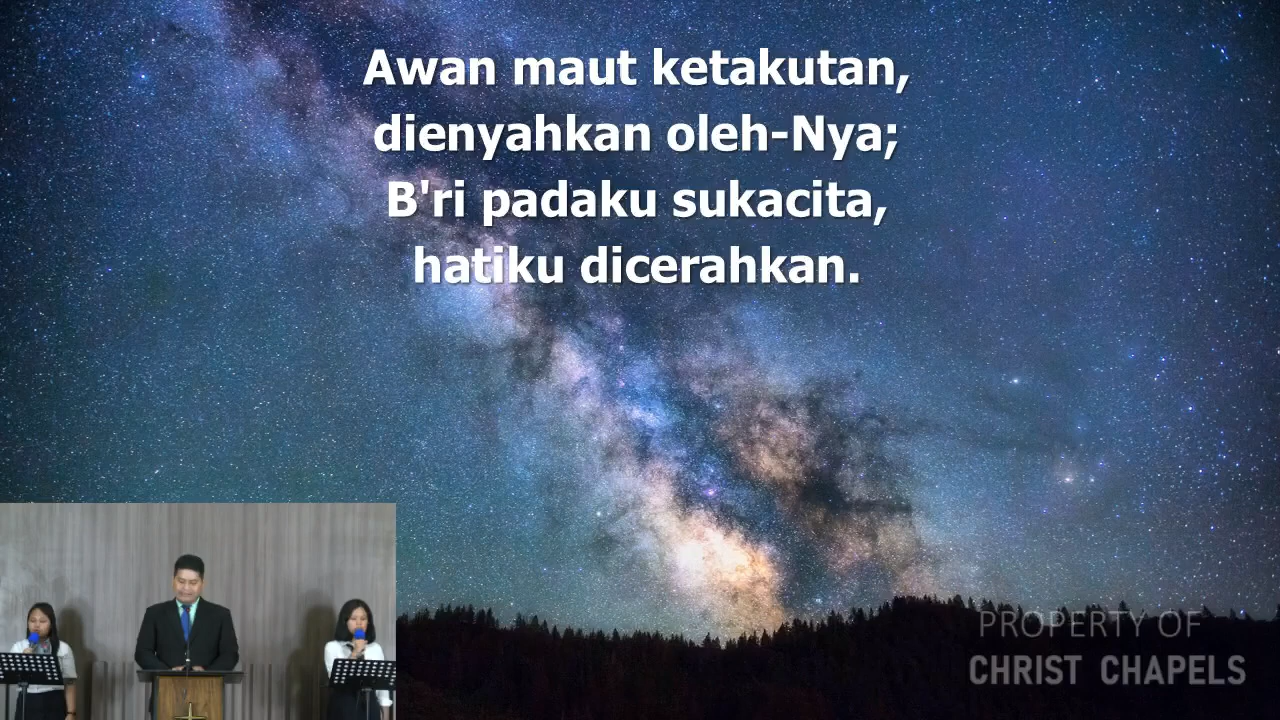 Awan maut ketakutan,
dienyahkan oleh-Nya;
B'ri padaku sukacita,
hatiku dicerahkan.
PROPERTY OF
CHRIST CHAPELS